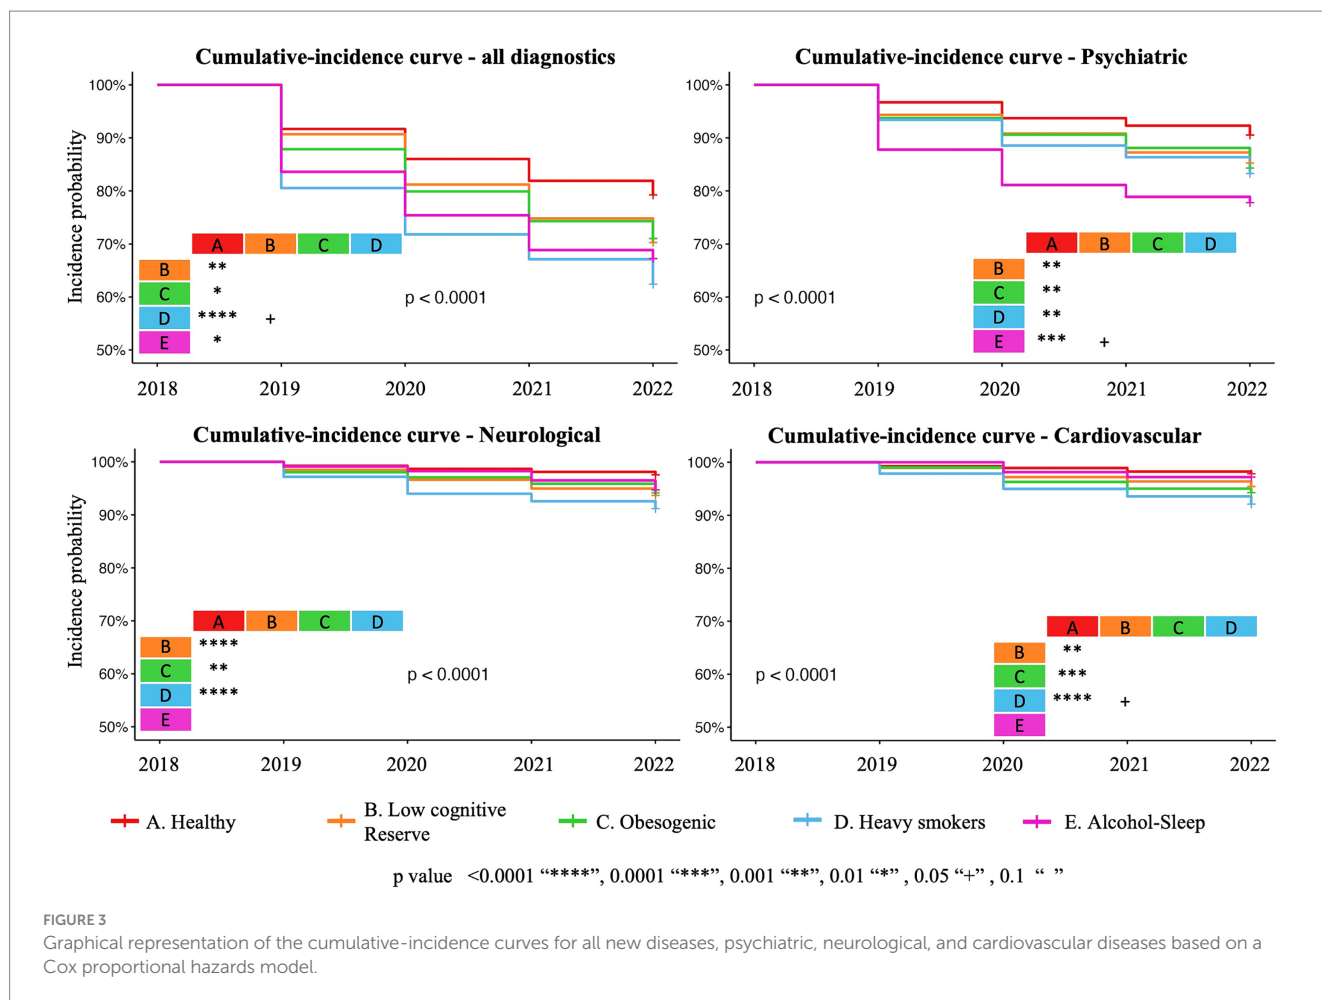 Cumulative-incidence curve - all diagnostics
Incidence probability
100%
90%
80%
70%
60%
50%
A B C D
B **
C *
D **** +
E *
p < 0.0001
2018 2019 2020 2021 2022
Cumulative-incidence curve - Psychiatric
100%
90%
80%
70%
60%
50%
A B C D
B **
C **
D **
E *** +
p < 0.0001
2018 2019 2020 2021 2022
Cumulative-incidence curve - Neurological
Incidence probability
100%
90%
80%
70%
60%
50%
A B C D
B ****
C **
D ****
E
p < 0.0001
2018 2019 2020 2021 2022
Cumulative-incidence curve - Cardiovascular
100%
90%
80%
70%
60%
50%
A B C D
B **
C ***
D **** +
E
p < 0.0001
2018 2019 2020 2021 2022
A. Healthy
B. Low cognitive
Reserve
C. Obesogenic
D. Heavy smokers
E. Alcohol-Sleep
p value <0.0001 “****”, 0.0001 “***”, 0.001 “**”, 0.01 “*” , 0.05 “+” , 0.1 “ ”
FIGURE 3
Graphical representation of the cumulative-incidence curves for all new diseases, psychiatric, neurological, and cardiovascular diseases based on a
Cox proportional hazards model.